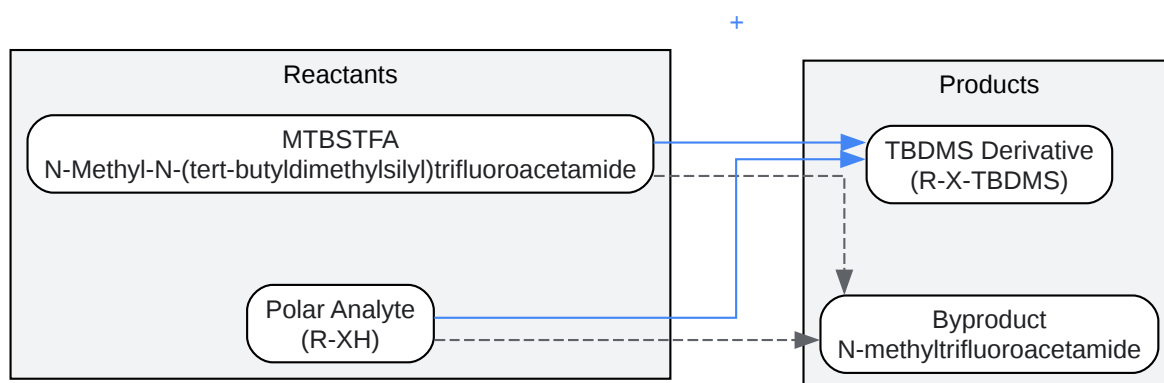 +
Reactants
MTBSTFA
N-Methyl-N-(tert-butyldimethylsilyl)trifluoroacetamide
Polar Analyte
(R-XH)
Products
TBDMS Derivative
(R-X-TBDMS)
Byproduct
N-methyltrifluoroacetamide